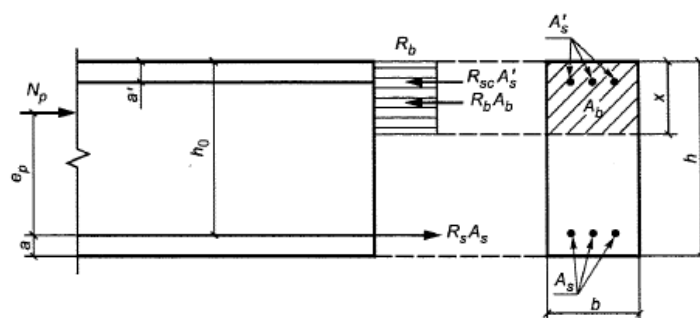 R_b
A'_s
N_p
a'
R_sc A'_s
R_b A_b
A_b
x
h_0
h
e_p
R_s A_s
a
A_s
b